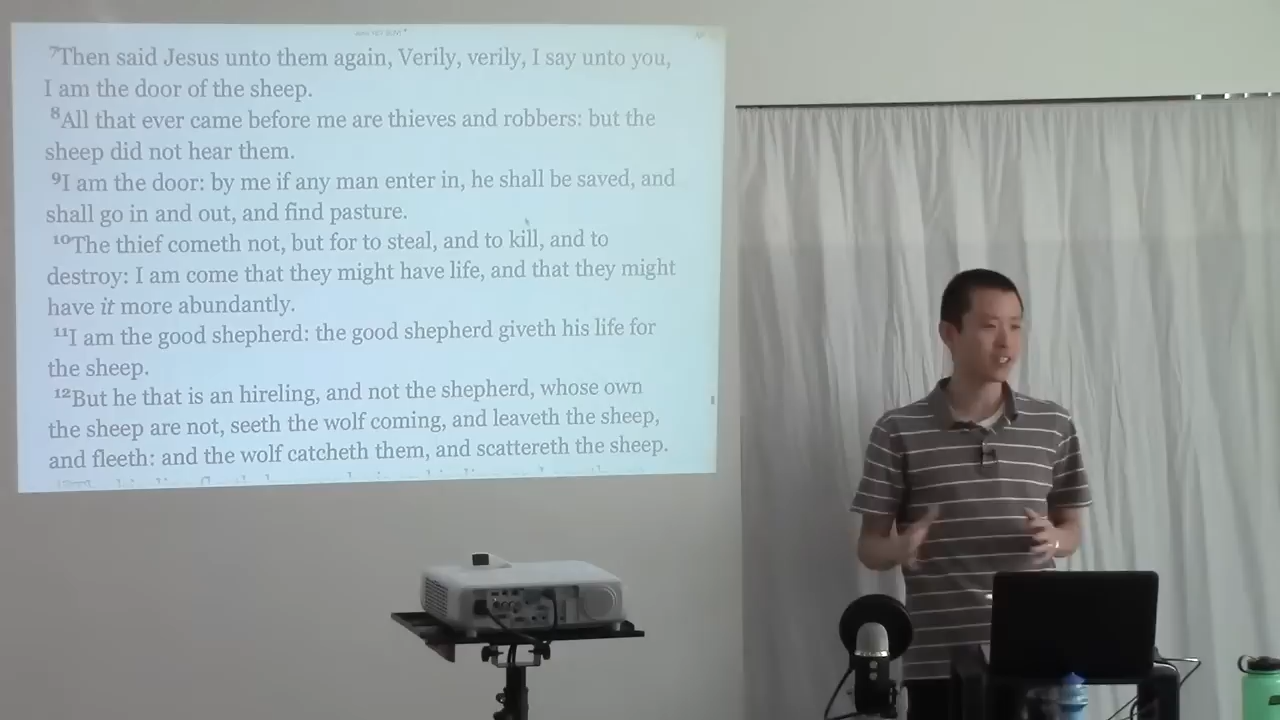 ⁷Then said Jesus unto them again, Verily, verily, I say unto you,
I am the door of the sheep.
⁸All that ever came before me are thieves and robbers: but the
sheep did not hear them.
⁹I am the door: by me if any man enter in, he shall be saved, and
shall go in and out, and find pasture.
¹⁰The thief cometh not, but for to steal, and to kill, and to
destroy: I am come that they might have life, and that they might
have it more abundantly.
¹¹I am the good shepherd: the good shepherd giveth his life for
the sheep.
¹²But he that is an hireling, and not the shepherd, whose own
the sheep are not, seeth the wolf coming, and leaveth the sheep,
and fleeth: and the wolf catcheth them, and scattereth the sheep.